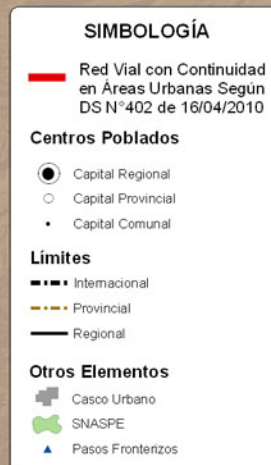 SIMBOLOGÍA
Red Vial con Continuidad
en Áreas Urbanas Según
DS N°402 de 16/04/2010
Centros Poblados
Capital Regional
Capital Provincial
Capital Comunal
Límites
Internacional
Provincial
Regional
Otros Elementos
Casco Urbano
SNASPE
Pasos Fronterizos